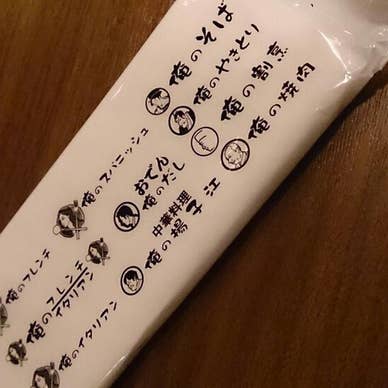 俺のそば
俺のやきとり
俺の割烹
俺の焼肉
俺のスパニッシュ
おでん
俺のだし
中華料理
俺の揚子江
俺のフレンチ
俺のフレンチ
イタリアン
俺のイタリアン